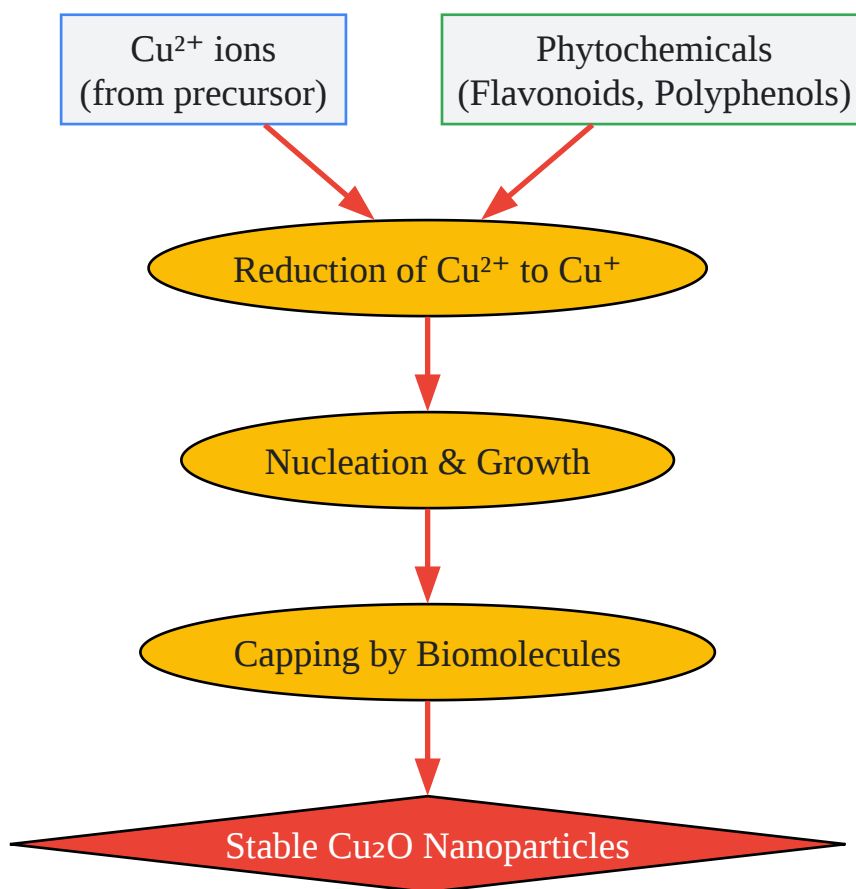 Cu²⁺ ions
(from precursor)
Phytochemicals
(Flavonoids, Polyphenols)
Reduction of Cu²⁺ to Cu⁺
Nucleation & Growth
Capping by Biomolecules
Stable Cu₂O Nanoparticles